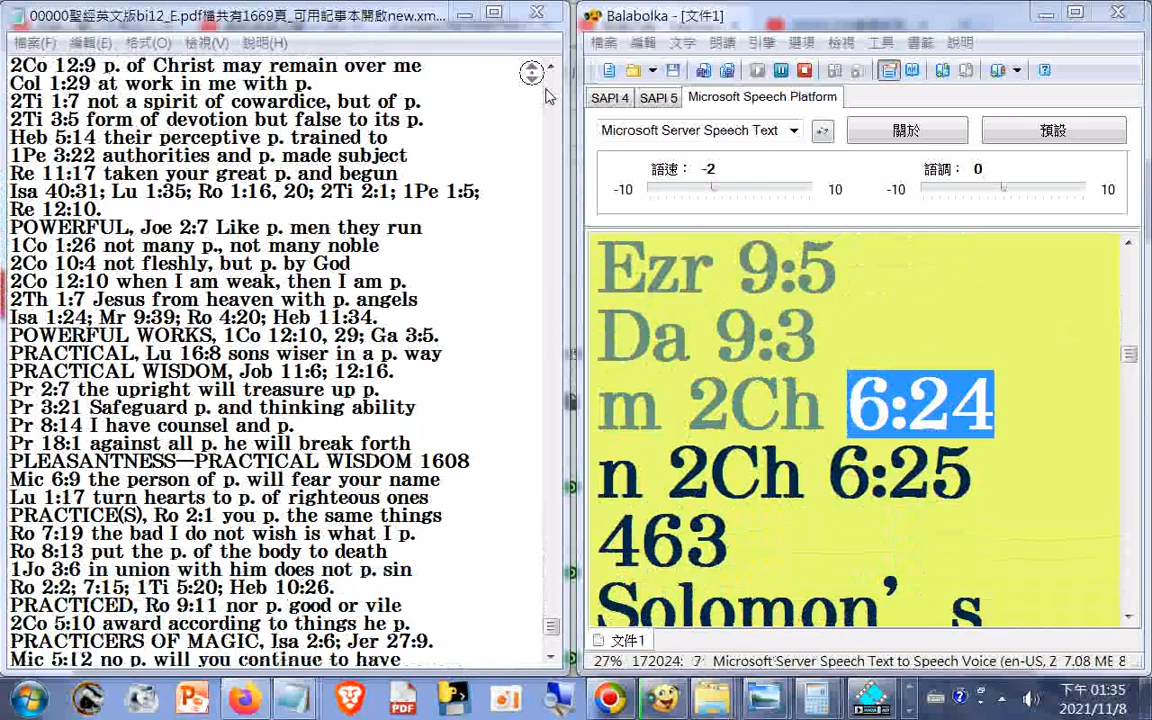 00000聖經英文版bi12_E.pdf檔共有1669頁_可用記事本開啟new.xm...
檔案(F) 編輯(E) 格式(O) 檢視(V) 說明(H)
2Co 12:9 p. of Christ may remain over me
Col 1:29 at work in me with p.
2Ti 1:7 not a spirit of cowardice, but of p.
2Ti 3:5 form of devotion but false to its p.
Heb 5:14 their perceptive p. trained to
1Pe 3:22 authorities and p. made subject
Re 11:17 taken your great p. and begun
Isa 40:31; Lu 1:35; Ro 1:16, 20; 2Ti 2:1; 1Pe 1:5;
Re 12:10.
POWERFUL, Joe 2:7 Like p. men they run
1Co 1:26 not many p., not many noble
2Co 10:4 not fleshly, but p. by God
2Co 12:10 when I am weak, then I am p.
2Th 1:7 Jesus from heaven with p. angels
Isa 1:24; Mr 9:39; Ro 4:20; Heb 11:34.
POWERFUL WORKS, 1Co 12:10, 29; Ga 3:5.
PRACTICAL, Lu 16:8 sons wiser in a p. way
PRACTICAL WISDOM, Job 11:6; 12:16.
Pr 2:7 the upright will treasure up p.
Pr 3:21 Safeguard p. and thinking ability
Pr 8:14 I have counsel and p.
Pr 18:1 against all p. he will break forth
PLEASANTNESS—PRACTICAL WISDOM 1608
Mic 6:9 the person of p. will fear your name
Lu 1:17 turn hearts to p. of righteous ones
PRACTICE(S), Ro 2:1 you p. the same things
Ro 7:19 the bad I do not wish is what I p.
Ro 8:13 put the p. of the body to death
1Jo 3:6 in union with him does not p. sin
Ro 2:2; 7:15; 1Ti 5:20; Heb 10:26.
PRACTICED, Ro 9:11 nor p. good or vile
2Co 5:10 award according to things he p.
PRACTICERS OF MAGIC, Isa 2:6; Jer 27:9.
Mic 5:12 no p. will you continue to have
Balabolka - [文件1]
檔案 編輯 文字 朗讀 引擎 選項 檢視 工具 書籤 說明
SAPI 4 SAPI 5 Microsoft Speech Platform
Microsoft Server Speech Text 關於 預設
語速： -2 語調： 0
-10 10 -10 10
Ezr 9:5
Da 9:3
m 2Ch 6:24
n 2Ch 6:25
463
Solomon’s
文件1
27% 172024: 7 Microsoft Server Speech Text to Speech Voice (en-US, Z 7.08 MB 8
下午 01:35
2021/11/8